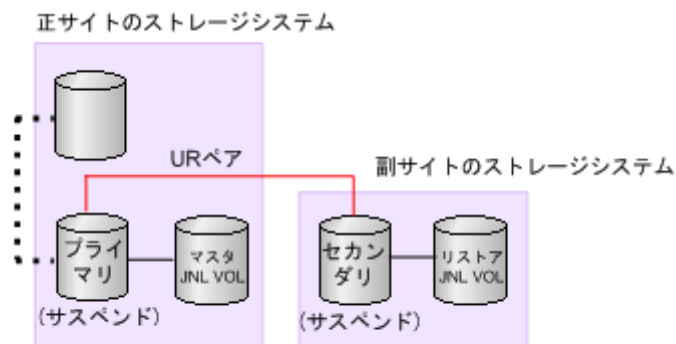 正サイトのストレージシステム
URペア
副サイトのストレージシステム
プライ
マリ
マスタ
JNL VOL
セカン
ダリ
リストア
JNL VOL
(サスペンド)
(サスペンド)